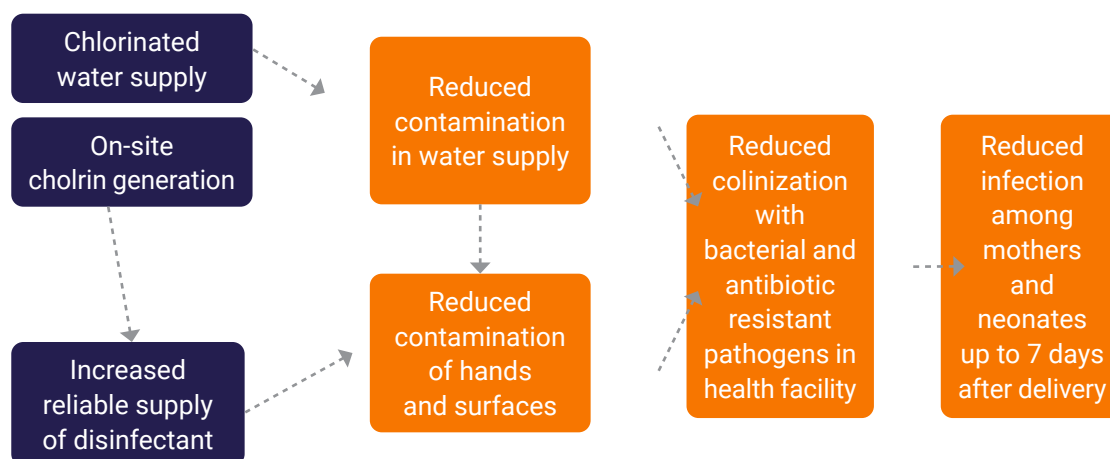 Chlorinated
water supply
On-site
cholrin generation
Increased
reliable supply
of disinfectant
Reduced
contamination
in water supply
Reduced
contamination
of hands
and surfaces
Reduced
colinization
with
bacterial and
antibiotic
resistant
pathogens in
health facility
Reduced
infection
among
mothers
and
neonates
up to 7 days
after delivery